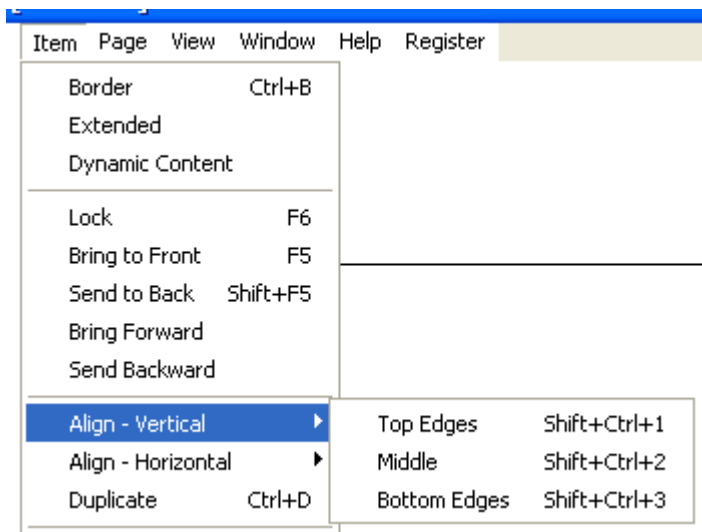 Item Page View Window Help Register
Border Ctrl+B
Extended
Dynamic Content
Lock F6
Bring to Front F5
Send to Back Shift+F5
Bring Forward
Send Backward
Align - Vertical
Top Edges Shift+Ctrl+1
Align - Horizontal
Middle Shift+Ctrl+2
Duplicate Ctrl+D
Bottom Edges Shift+Ctrl+3